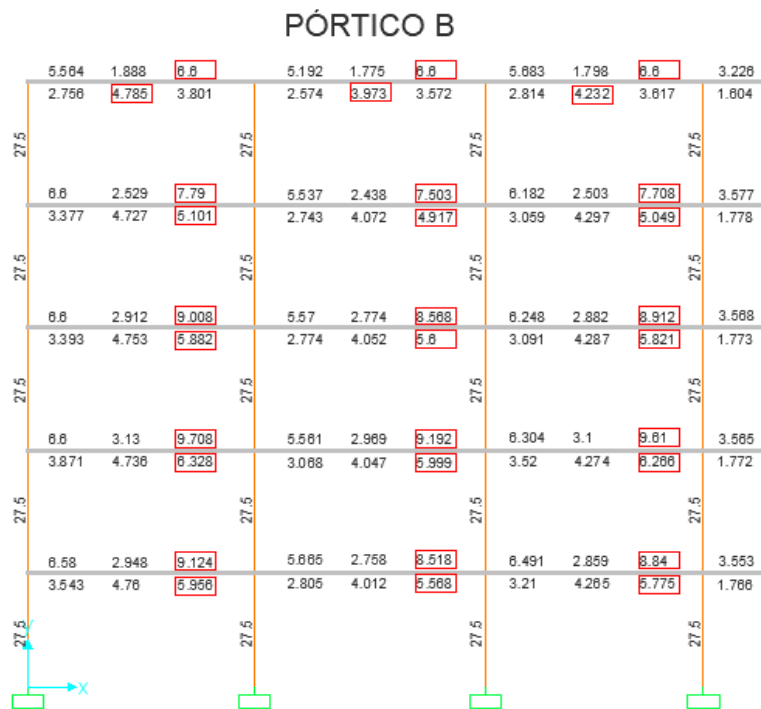 PÓRTICO B
5.564 1.888 6.6 5.192 1.775 6.6 5.683 1.798 6.6 3.226
2.756 4.785 3.801 2.574 3.973 3.572 2.814 4.232 3.617 1.604
27.5 27.5 27.5 27.5
6.6 2.529 7.79 5.537 2.438 7.503 6.182 2.503 7.708 3.577
3.377 4.727 5.101 2.743 4.072 4.917 3.059 4.297 5.049 1.778
27.5 27.5 27.5 27.5
6.6 2.912 9.008 5.57 2.774 8.568 6.248 2.882 8.912 3.568
3.393 4.753 5.882 2.774 4.052 5.6 3.091 4.287 5.821 1.773
27.5 27.5 27.5 27.5
6.6 3.13 9.708 5.561 2.969 9.192 6.304 3.1 9.61 3.565
3.871 4.736 6.328 3.068 4.047 5.999 3.52 4.274 6.266 1.772
27.5 27.5 27.5 27.5
6.58 2.948 9.124 5.665 2.758 8.518 6.491 2.859 8.84 3.553
3.543 4.76 5.956 2.805 4.012 5.568 3.21 4.265 5.775 1.766
27.5 27.5 27.5 27.5
Y
X